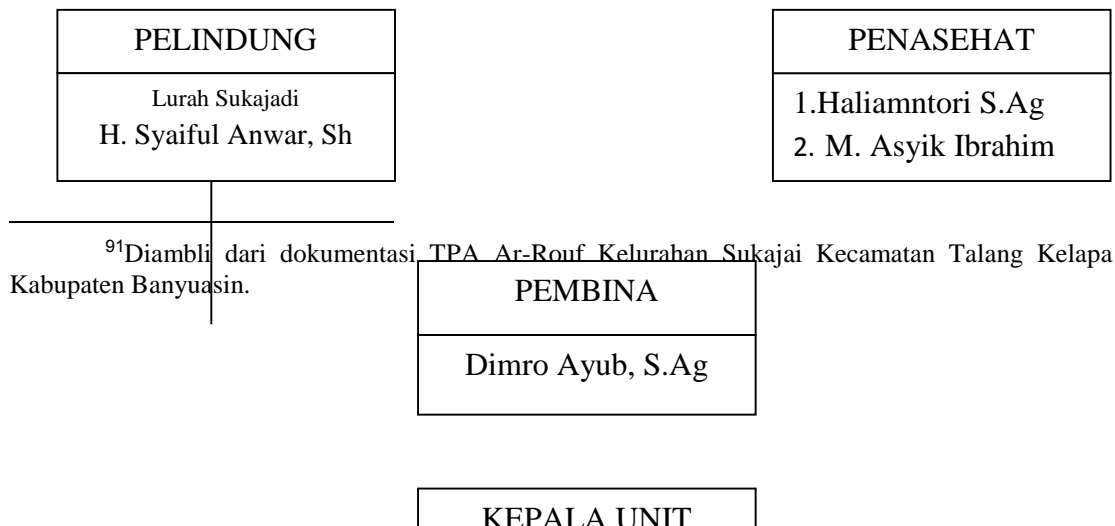 PELINDUNG
Lurah Sukajadi
H. Syaiful Anwar, Sh
PENASEHAT
1.Haliamntori S.Ag
2. M. Asyik Ibrahim
91Diambli dari dokumentasi TPA Ar-Rouf Kelurahan Sukajai Kecamatan Talang Kelapa
Kabupaten Banyuasin.
PEMBINA
Dimro Ayub, S.Ag
KEPALA UNIT